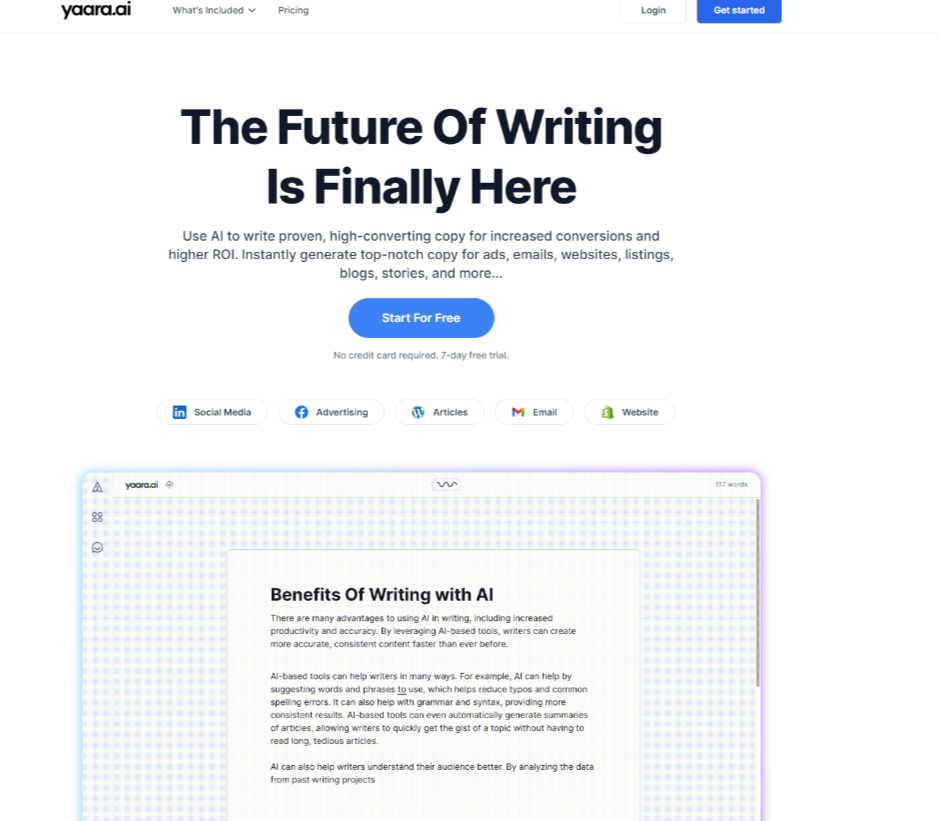 yaara.ai
What's Included
Pricing
Login
Get started
The Future Of Writing
Is Finally Here
Use AI to write proven, high-converting copy for increased conversions and
higher ROI. Instantly generate top-notch copy for ads, emails, websites, listings,
blogs, stories, and more...
Start For Free
No credit card required. 7-day free trial.
Social Media
Advertising
Articles
Email
Website
yaara.ai
117 words
Benefits Of Writing with AI
There are many advantages to using AI in writing, including increased
productivity and accuracy. By leveraging AI-based tools, writers can create
more accurate, consistent content faster than ever before.
AI-based tools can help writers in many ways. For example, AI can help by
suggesting words and phrases to use, which helps reduce typos and common
spelling errors. It can also help with grammar and syntax, providing more
consistent results. AI-based tools can even automatically generate summaries
of articles, allowing writers to quickly get the gist of a topic without having to
read long, tedious articles.
AI can also help writers understand their audience better. By analyzing the data
from past writing projects